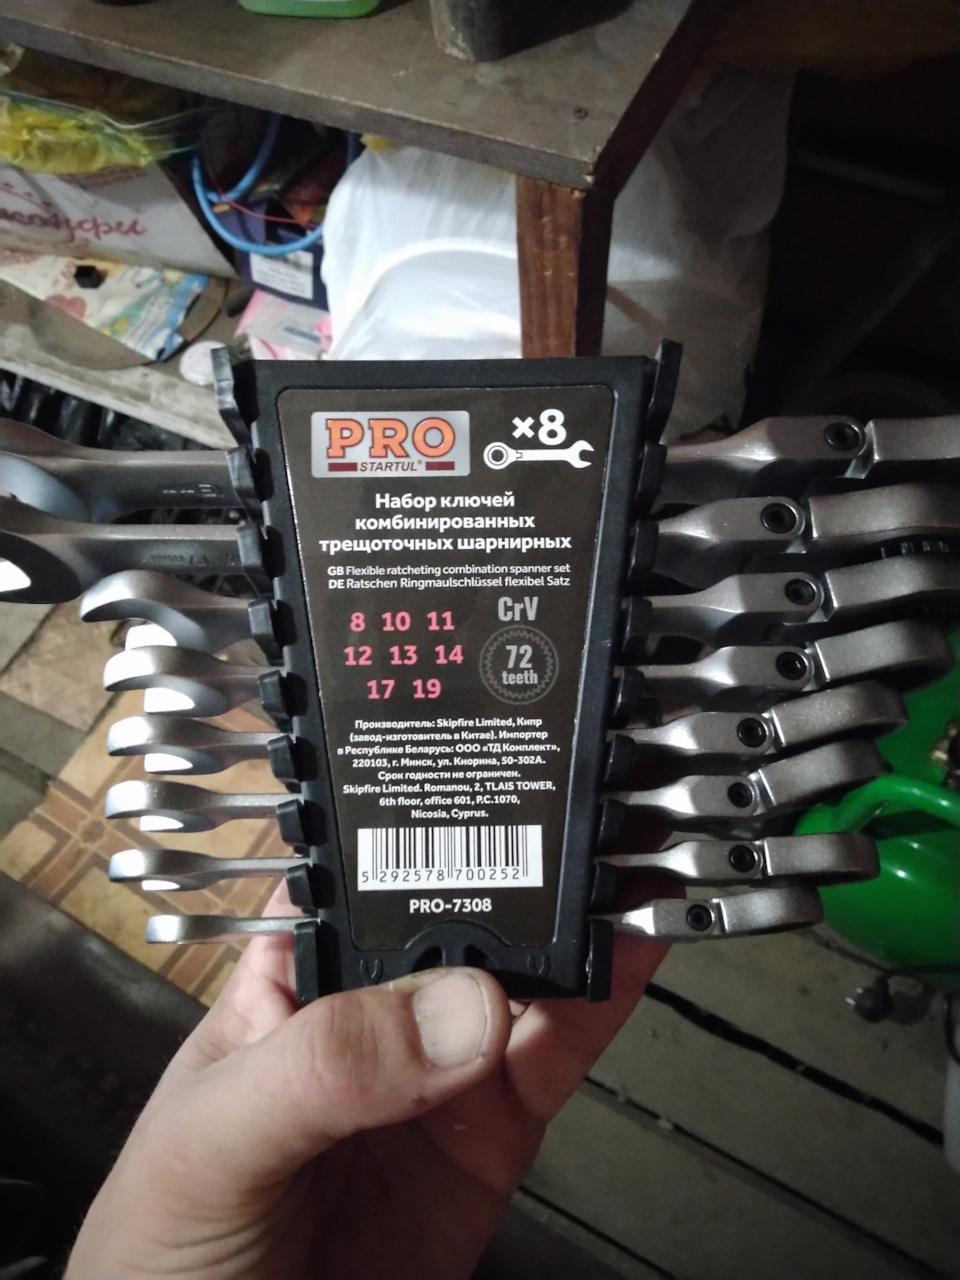 PRO
STARTUL®
×8
Набор ключей
комбинированных
трещоточных шарнирных
GB Flexible ratcheting combination spanner set
DE Ratschen Ringmaulschlüssel flexibel Satz
8 10 11
12 13 14
17 19
CrV
72
teeth
Производитель: Skipfire Limited, Кипр
(завод-изготовитель в Китае). Импортер
в Республике Беларусь: ООО «ТД Комплект»,
220103, г. Минск, ул. Кнорина, 50-302А.
Срок годности не ограничен.
Skipfire Limited. Romanou, 2, TLAIS TOWER,
6th floor, office 601, P.C.1070,
Nicosia, Cyprus.
5 292578 700252
PRO-7308